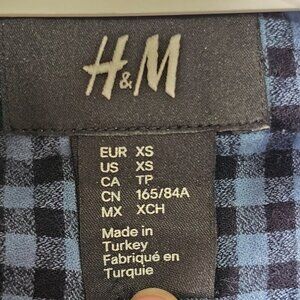 H&M
EUR XS
US XS
CA TP
CN 165/84A
MX XCH
Made in
Turkey
Fabriqué en
Turquie